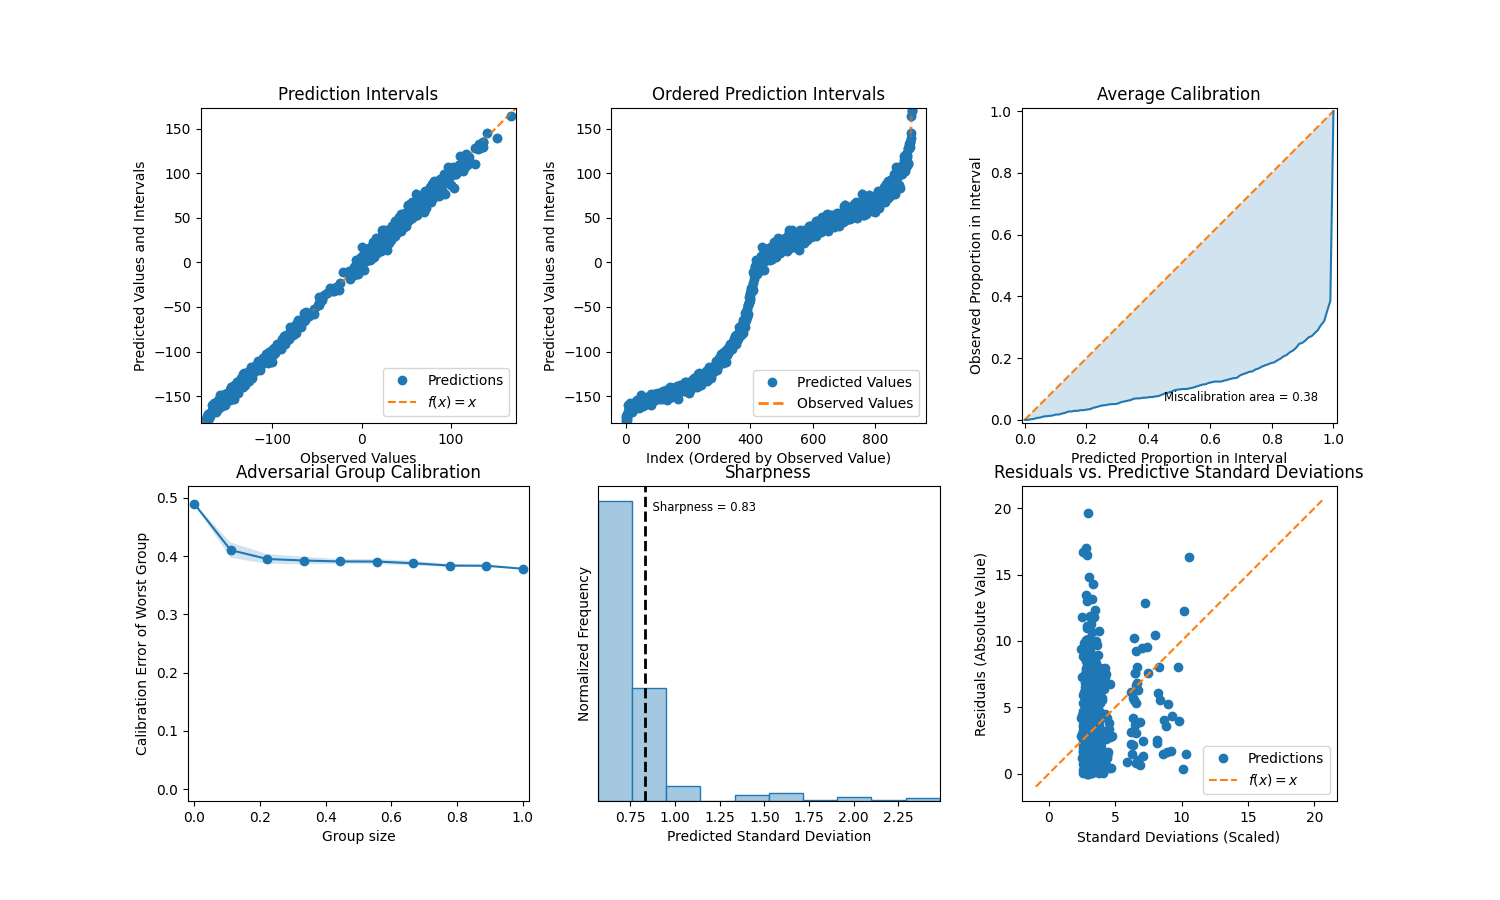 Prediction Intervals
Predicted Values and Intervals
150
100
50
0
−50
−100
−150
−100
0
100
Observed Values
Predictions
f(x) = x
Ordered Prediction Intervals
Predicted Values and Intervals
150
100
50
0
−50
−100
−150
0
200
400
600
800
Index (Ordered by Observed Value)
Predicted Values
Observed Values
Average Calibration
Observed Proportion in Interval
1.0
0.8
0.6
0.4
0.2
0.0
0.0
0.2
0.4
0.6
0.8
1.0
Predicted Proportion in Interval
Miscalibration area = 0.38
Adversarial Group Calibration
Calibration Error of Worst Group
0.5
0.4
0.3
0.2
0.1
0.0
0.0
0.2
0.4
0.6
0.8
1.0
Group size
Sharpness
Normalized Frequency
Sharpness = 0.83
0.75
1.00
1.25
1.50
1.75
2.00
2.25
Predicted Standard Deviation
Residuals vs. Predictive Standard Deviations
Residuals (Absolute Value)
20
15
10
5
0
0
5
10
15
20
Standard Deviations (Scaled)
Predictions
f(x) = x